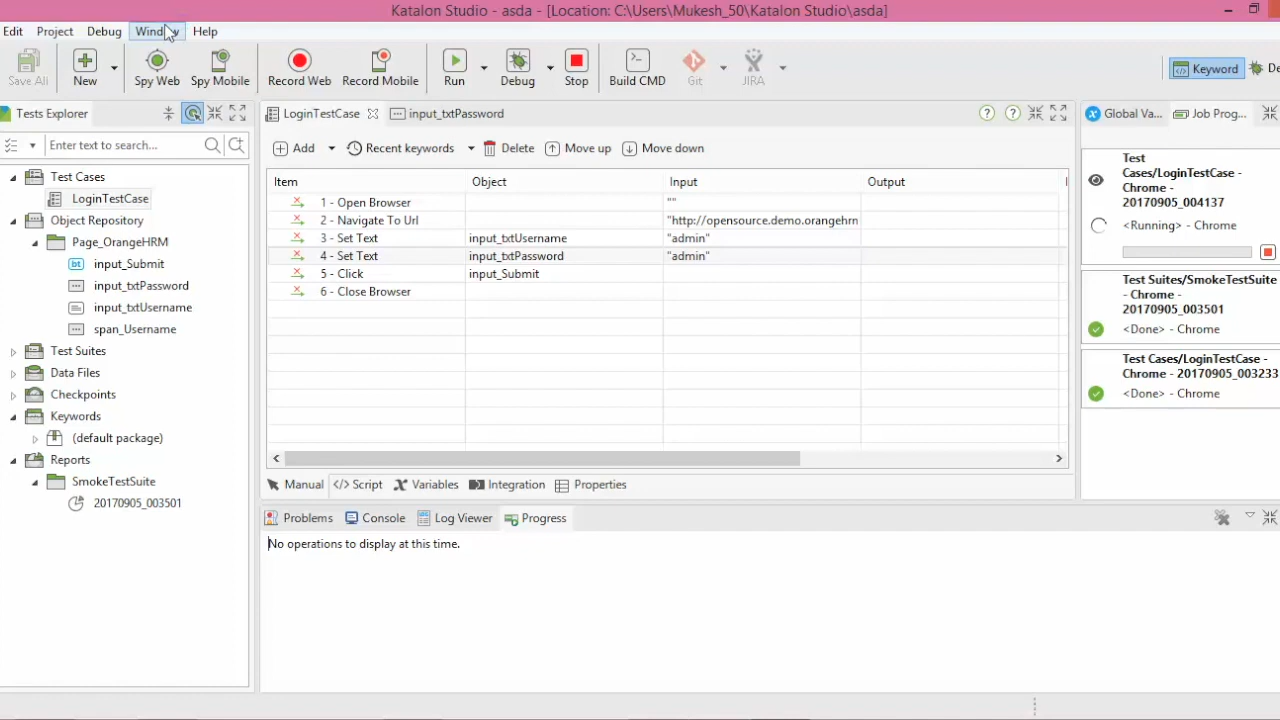 Katalon Studio - asda - [Location: C:\Users\Mukesh_50\Katalon Studio\asda]
Edit Project Debug Window Help
Save All New Spy Web Spy Mobile Record Web Record Mobile Run Debug Stop Build CMD Git JIRA Keyword De
Tests Explorer
Enter text to search...
Test Cases
LoginTestCase
Object Repository
Page_OrangeHRM
input_Submit
input_txtPassword
input_txtUsername
span_Username
Test Suites
Data Files
Checkpoints
Keywords
(default package)
Reports
SmokeTestSuite
20170905_003501
LoginTestCase input_txtPassword
Add Recent keywords Delete Move up Move down
Item Object Input Output
1 - Open Browser ""
2 - Navigate To Url "http://opensource.demo.orangehrm
3 - Set Text input_txtUsername "admin"
4 - Set Text input_txtPassword "admin"
5 - Click input_Submit
6 - Close Browser
Manual </> Script Variables Integration Properties
Problems Console Log Viewer Progress
No operations to display at this time.
Global Va... Job Prog...
Test
Cases/LoginTestCase -
Chrome -
20170905_004137
<Running> - Chrome
Test Suites/SmokeTestSuite
- Chrome -
20170905_003501
<Done> - Chrome
Test Cases/LoginTestCase -
Chrome - 20170905_003233
<Done> - Chrome